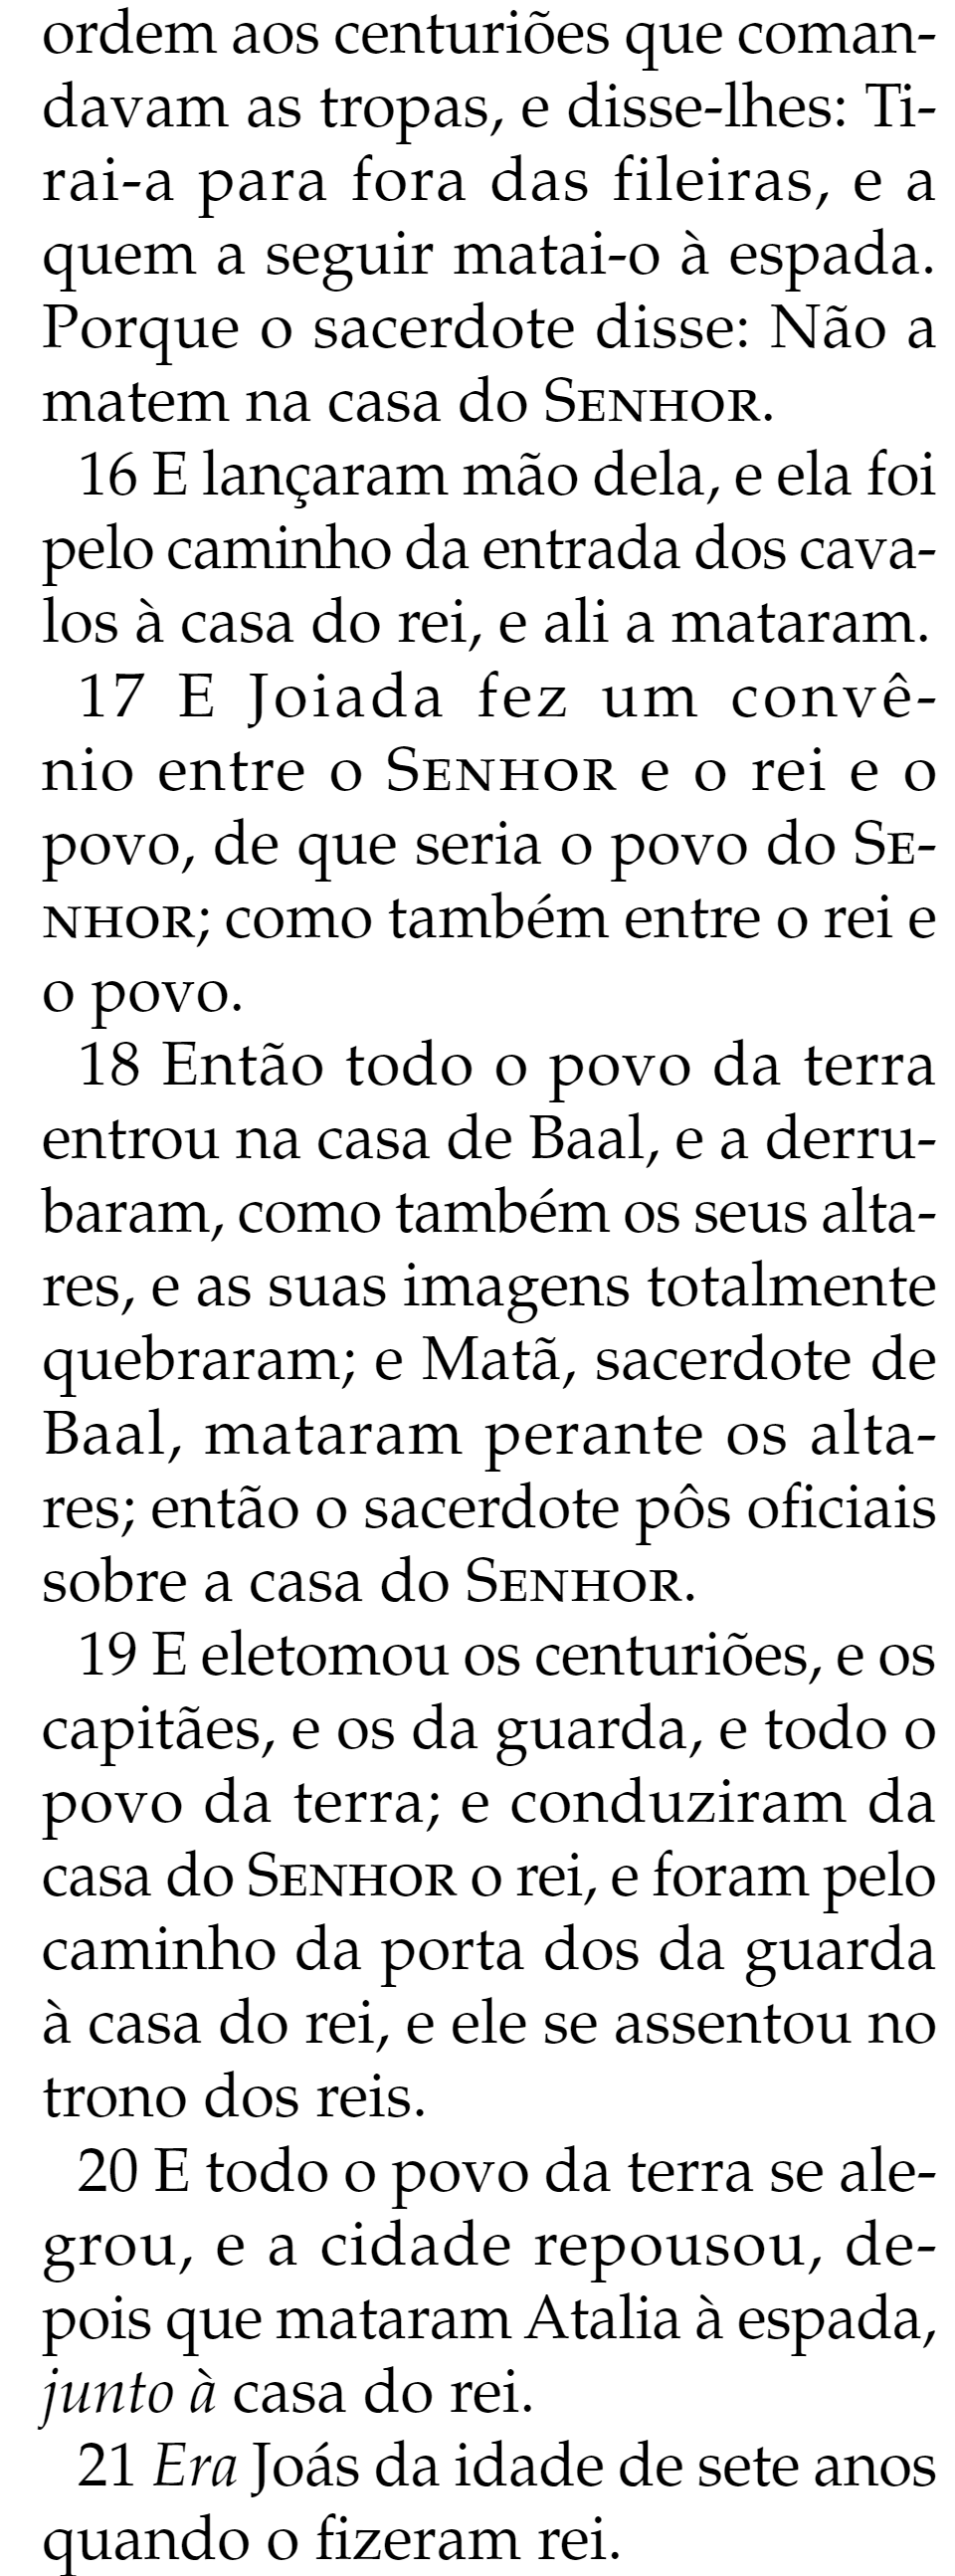 ordem aos centuriões que coman-
davam as tropas, e disse-lhes: Ti-
rai-a para fora das fileiras, e a
quem a seguir matai-o à espada.
Porque o sacerdote disse: Não a
matem na casa do SENHOR.
16 E lançaram mão dela, e ela foi
pelo caminho da entrada dos cava-
los à casa do rei, e ali a mataram.
17 E Joiada fez um convê-
nio entre o SENHOR e o rei e o
povo, de que seria o povo do SE-
NHOR; como também entre o rei e
o povo.
18 Então todo o povo da terra
entrou na casa de Baal, e a derru-
baram, como também os seus alta-
res, e as suas imagens totalmente
quebraram; e Matã, sacerdote de
Baal, mataram perante os alta-
res; então o sacerdote pôs oficiais
sobre a casa do SENHOR.
19 E eletomou os centuriões, e os
capitães, e os da guarda, e todo o
povo da terra; e conduziram da
casa do SENHOR o rei, e foram pelo
caminho da porta dos da guarda
à casa do rei, e ele se assentou no
trono dos reis.
20 E todo o povo da terra se ale-
grou, e a cidade repousou, de-
pois que mataram Atalia à espada,
junto à casa do rei.
21 Era Joás da idade de sete anos
quando o fizeram rei.